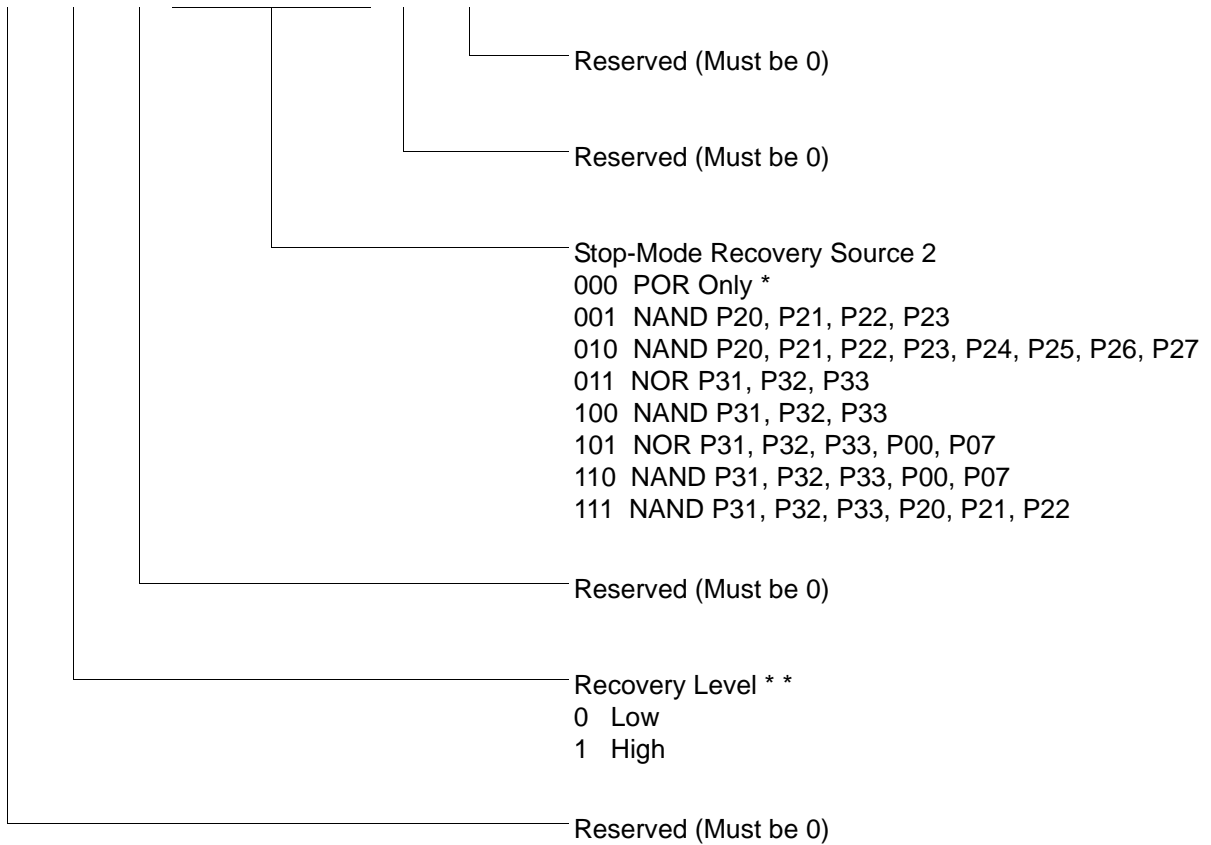 Reserved (Must be 0)
Reserved (Must be 0)
Stop-Mode Recovery Source 2
000 POR Only *
001 NAND P20, P21, P22, P23
010 NAND P20, P21, P22, P23, P24, P25, P26, P27
011 NOR P31, P32, P33
100 NAND P31, P32, P33
101 NOR P31, P32, P33, P00, P07
110 NAND P31, P32, P33, P00, P07
111 NAND P31, P32, P33, P20, P21, P22
Reserved (Must be 0)
Recovery Level * *
0 Low
1 High
Reserved (Must be 0)